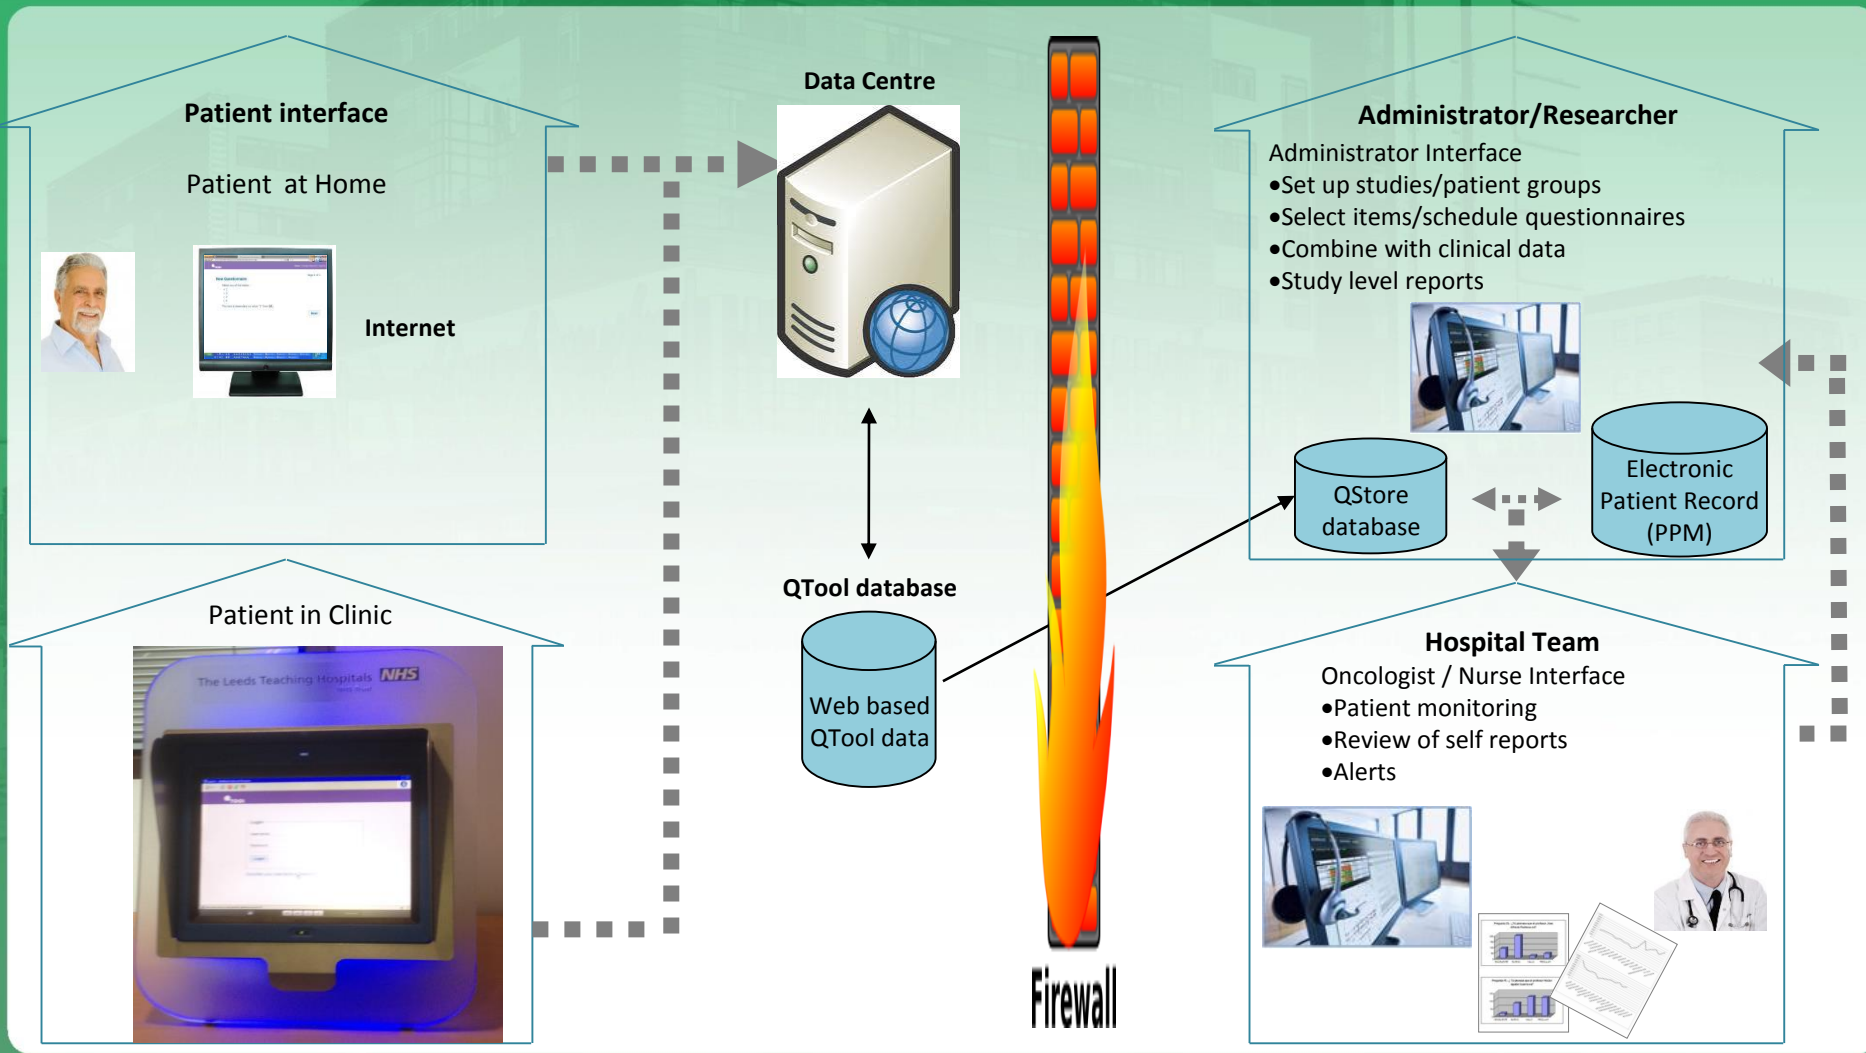 Patient interface
Patient at Home
Internet
Patient in Clinic
The Leeds Teaching Hospitals NHS
NHS Trust
Data Centre
QTool database
Web based
QTool data
Firewall
Administrator/Researcher
Administrator Interface
•Set up studies/patient groups
•Select items/schedule questionnaires
•Combine with clinical data
•Study level reports
QStore
database
Electronic
Patient Record
(PPM)
Hospital Team
Oncologist / Nurse Interface
•Patient monitoring
•Review of self reports
•Alerts